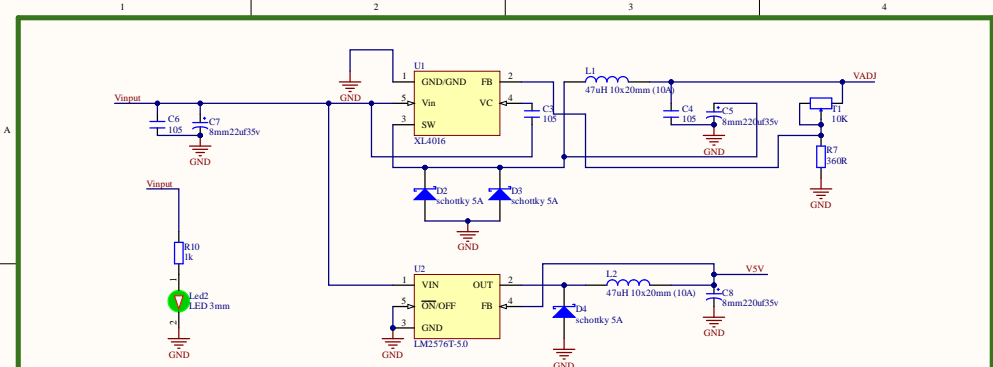 1 2 3 4
A
U1
GND
1 GND/GND FB 2
5 Vin VC 4
3 SW
XL4016
Vinput
C6
105
C7
8mm22uf35v
GND
C3
105
L1
47uH 10x20mm (10A)
C4
105
C5
8mm220uf35v
GND
VADJ
T1
10K
R7
360R
GND
D2
schottky 5A
D3
schottky 5A
GND
Vinput
R10
1k
1
Led2
LED 3mm
2
GND
U2
1 VIN OUT 2
5 ON/OFF FB 4
3 GND
LM2576T-5.0
GND
D4
schottky 5A
GND
L2
47uH 10x20mm (10A)
V5V
C8
8mm220uf35v
GND